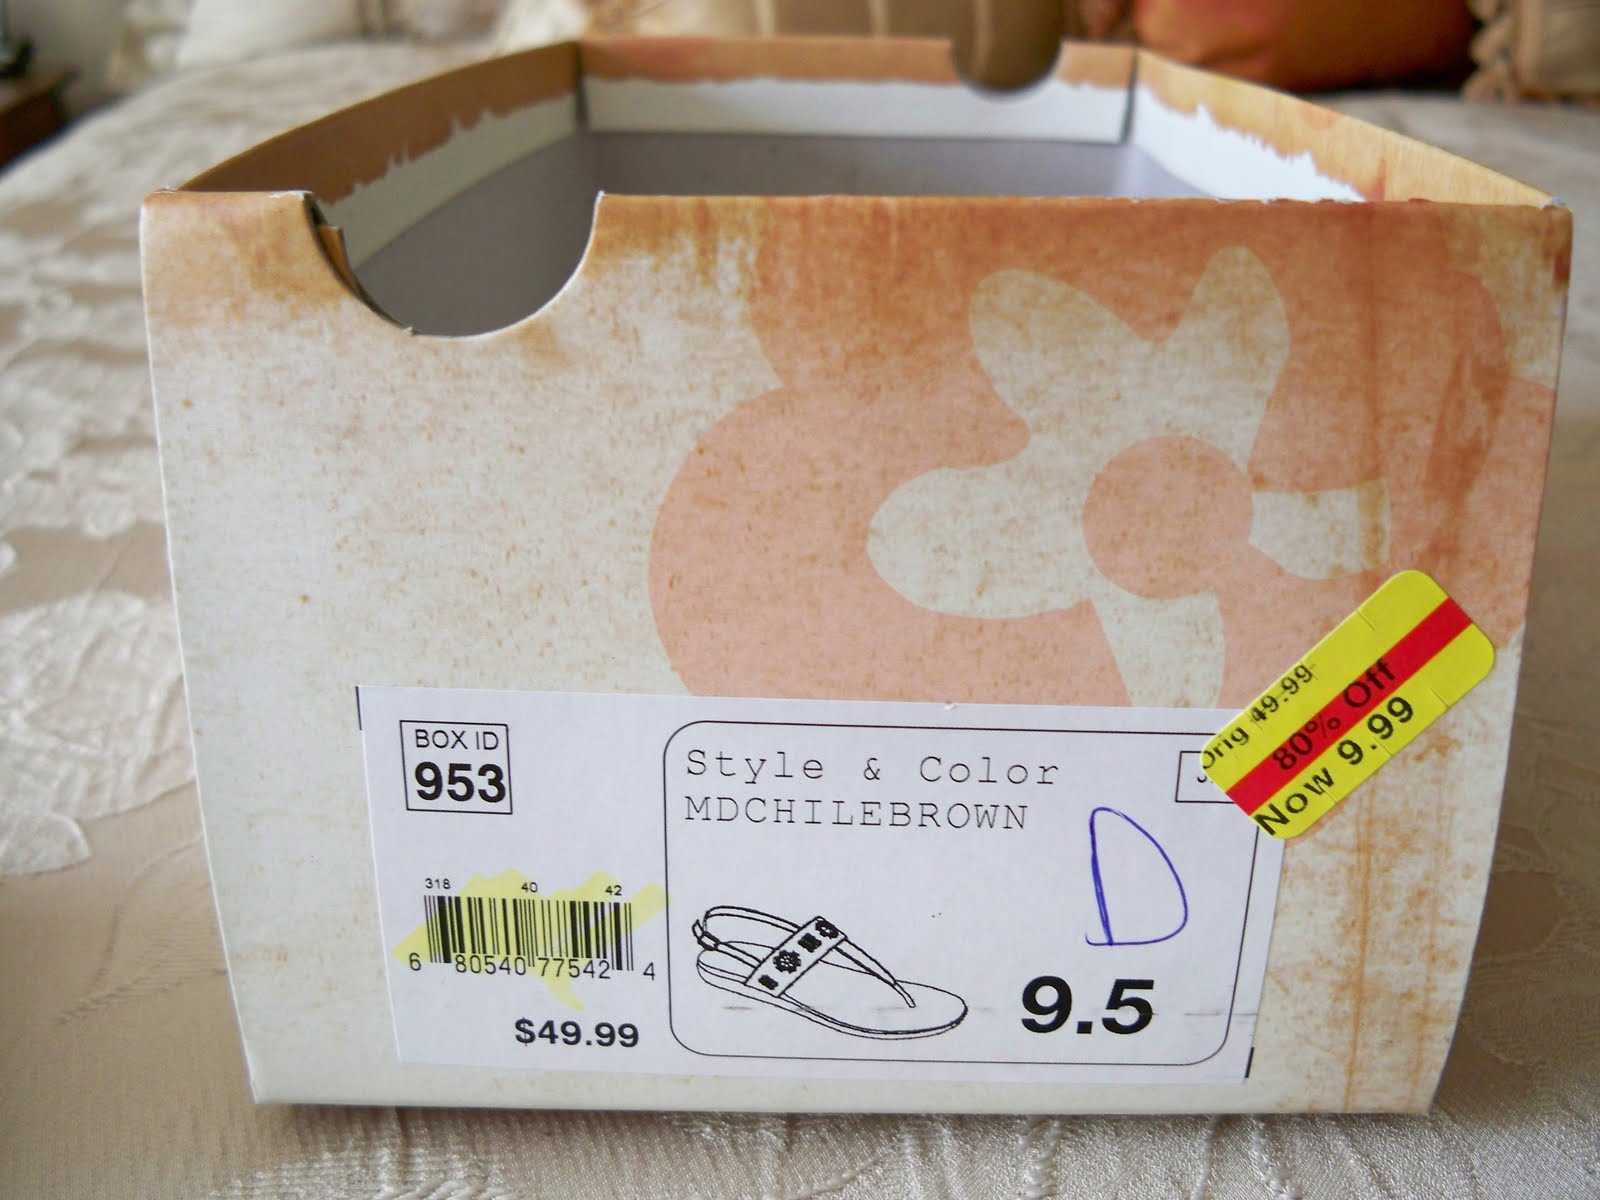 BOX ID
953
Style & Color
MDCHILEBROWN
Orig 49.99
80% Off
Now 9.99
D
318 40 42
6 80540 77542 4
$49.99
9.5